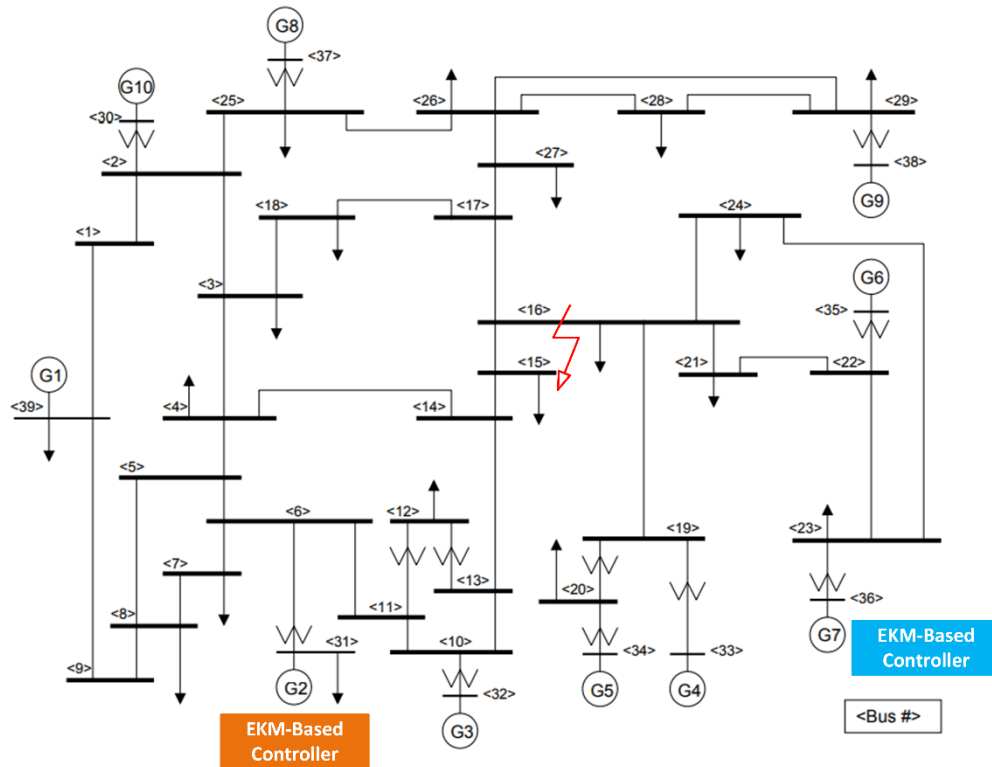 G8
<37>
G10
<30>
<25>
<26>
<28>
<29>
<2>
<27>
<38>
<18>
<17>
<24>
G9
<1>
<3>
G6
<16>
<35>
<15>
<21>
<22>
G1
<39>
<4>
<14>
<5>
<6>
<12>
<19>
<23>
<7>
<13>
<20>
<36>
<8>
<11>
G7
EKM-Based
Controller
<31>
<10>
<34>
<33>
<9>
G2
<32>
G5
G4
<Bus #>
EKM-Based
Controller
G3